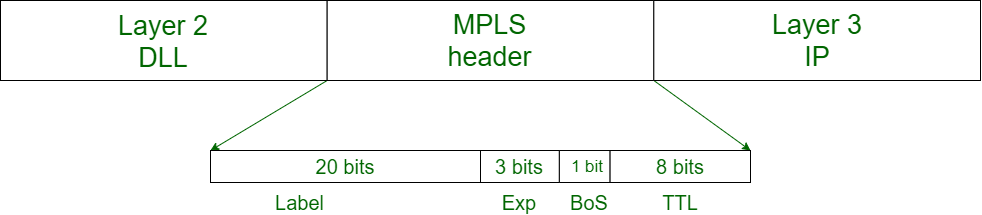 Layer 2
DLL
MPLS
header
Layer 3
IP
20 bits
3 bits
1 bit
8 bits
Label
Exp
BoS
TTL